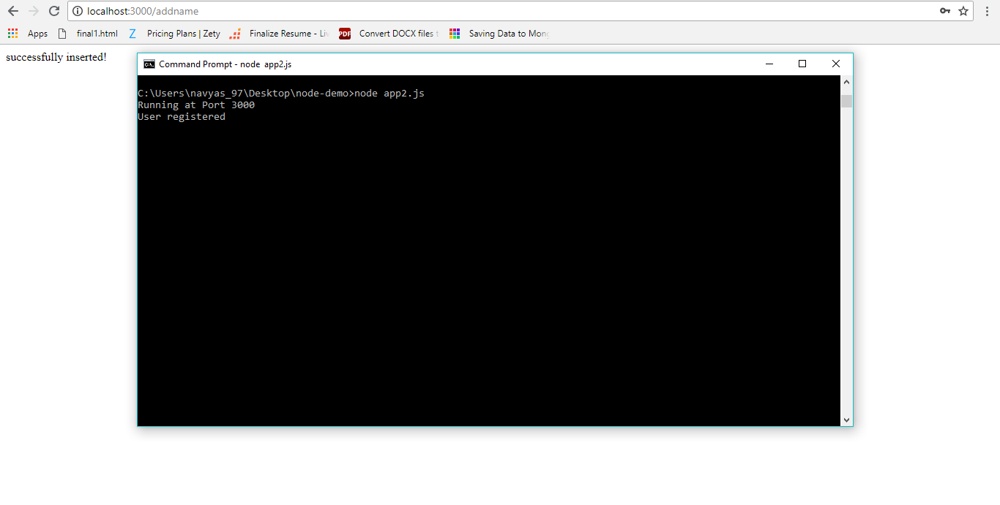 localhost:3000/addname
Apps final1.html Z Pricing Plans | Zety Finalize Resume - Liv PDF Convert DOCX files Saving Data to Mon
successfully inserted!
C:\. Command Prompt - node app2.js
C:\Users\navyas_97\Desktop\node-demo>node app2.js
Running at Port 3000
User registered